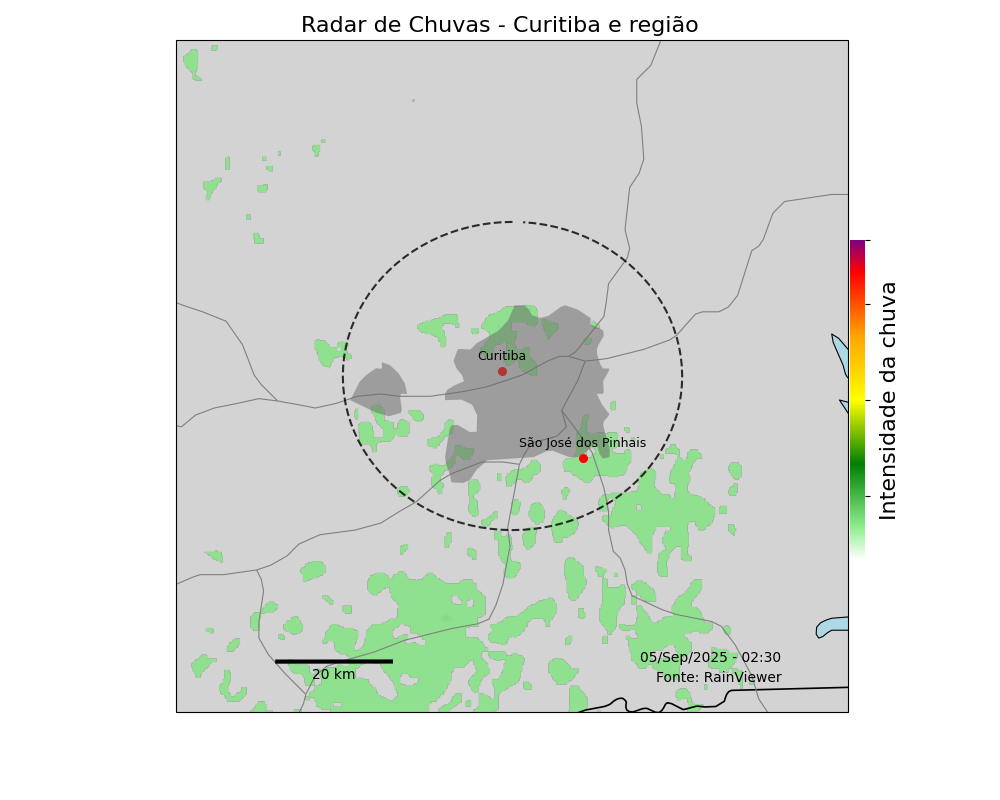 Radar de Chuvas - Curitiba e região
Curitiba
São José dos Pinhais
Intensidade da chuva
05/Sep/2025 - 02:30
Fonte: RainViewer
20 km